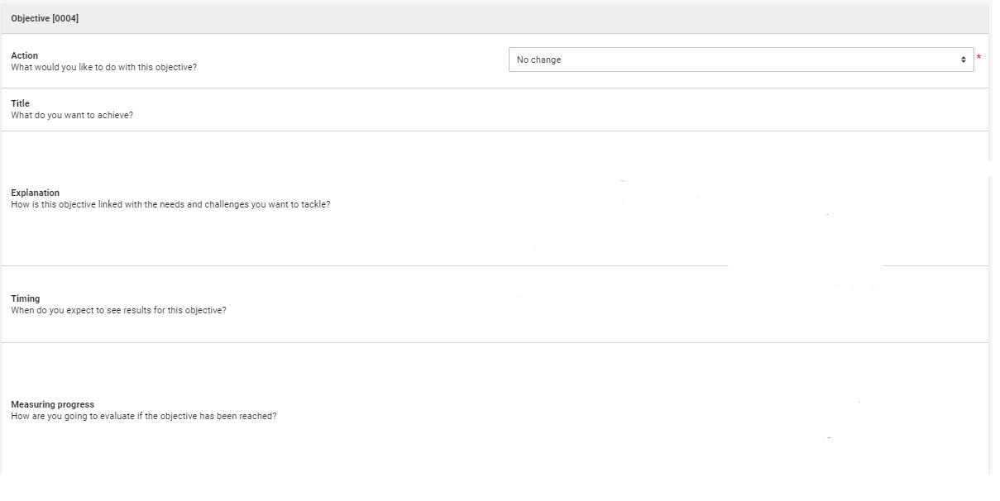 Objective [0004]
Action
What would you like to do with this objective?
No change
*
Title
What do you want to achieve?
Explanation
How is this objective linked with the needs and challenges you want to tackle?
Timing
When do you expect to see results for this objective?
Measuring progress
How are you going to evaluate if the objective has been reached?